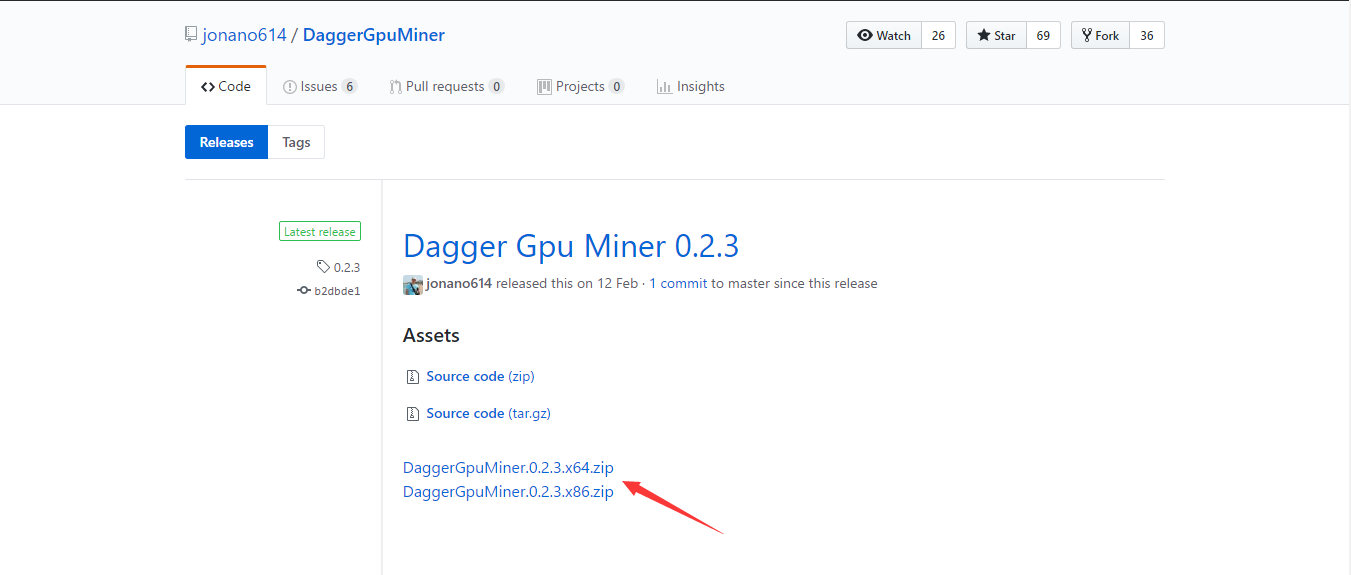 jonano614 / DaggerGpuMiner
Watch 26 Star 69 Fork 36
Code Issues 6 Pull requests 0 Projects 0 Insights
Releases Tags
Latest release
0.2.3
b2dbde1
Dagger Gpu Miner 0.2.3
jonano614 released this on 12 Feb · 1 commit to master since this release
Assets
Source code (zip)
Source code (tar.gz)
DaggerGpuMiner.0.2.3.x64.zip
DaggerGpuMiner.0.2.3.x86.zip